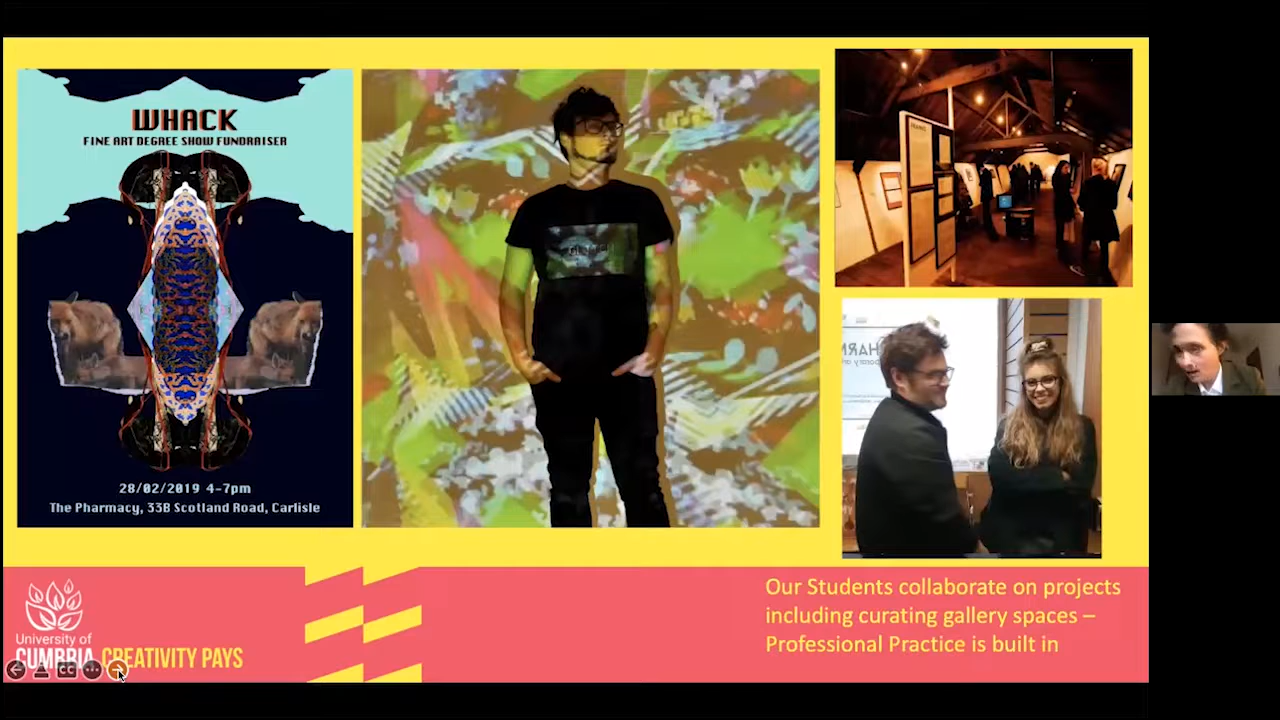 WHACK
FINE ART DEGREE SHOW FUNDRAISER
28/02/2019 4-7pm
The Pharmacy, 33B Scotland Road, Carlisle
Our Students collaborate on projects
including curating gallery spaces –
Professional Practice is built in
University of
CUMBRIA CREATIVITY PAYS
CC